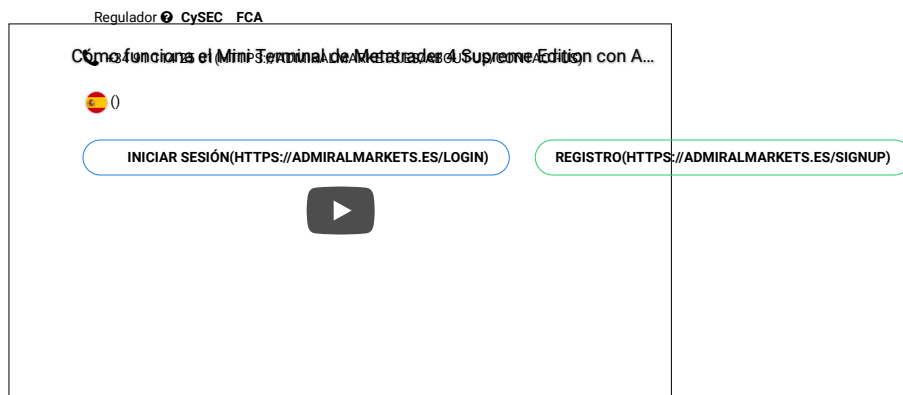 Regulador CySEC FCA
Cómo funciona el Mini Terminal de Metatrader 4 Supreme Edition con A...
()
INICIAR SESIÓN(HTTPS://ADMIRALMARKETS.ES/LOGIN)
REGISTRO(HTTPS://ADMIRALMARKETS.ES/SIGNUP)